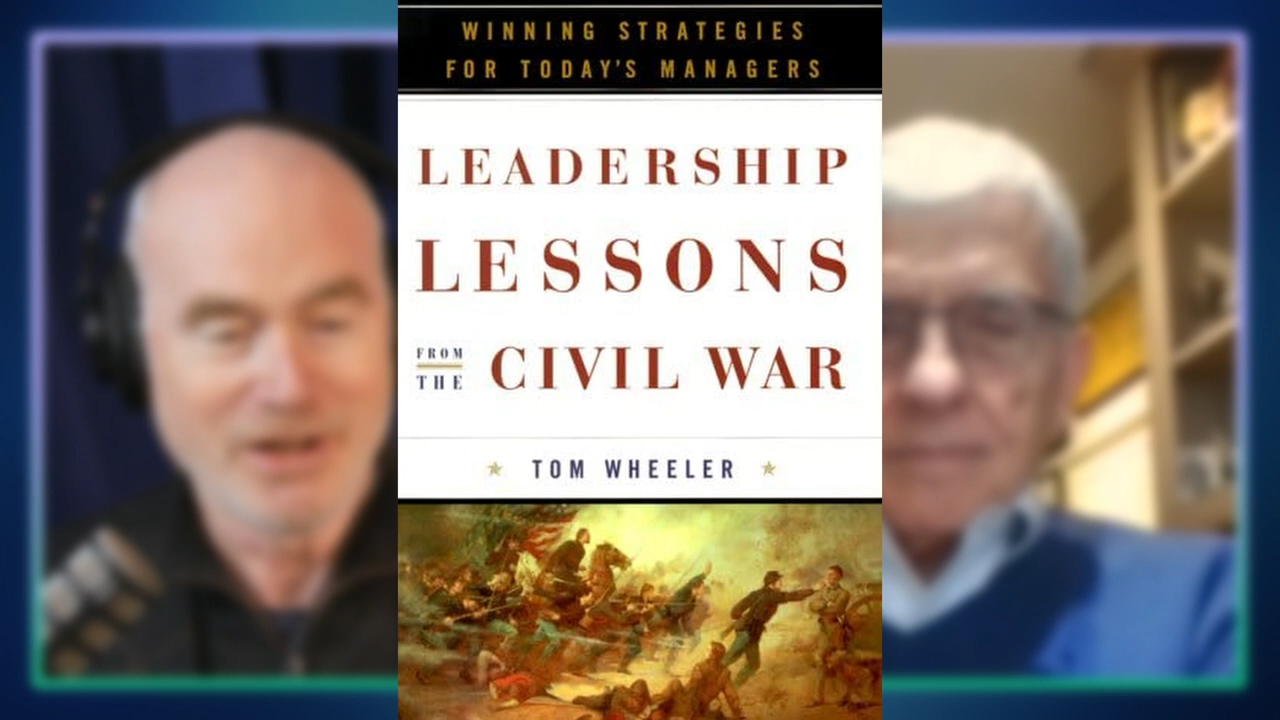 WINNING STRATEGIES
FOR TODAY'S MANAGERS
LEADERSHIP
LESSONS
FROM
THE
CIVIL WAR
TOM WHEELER